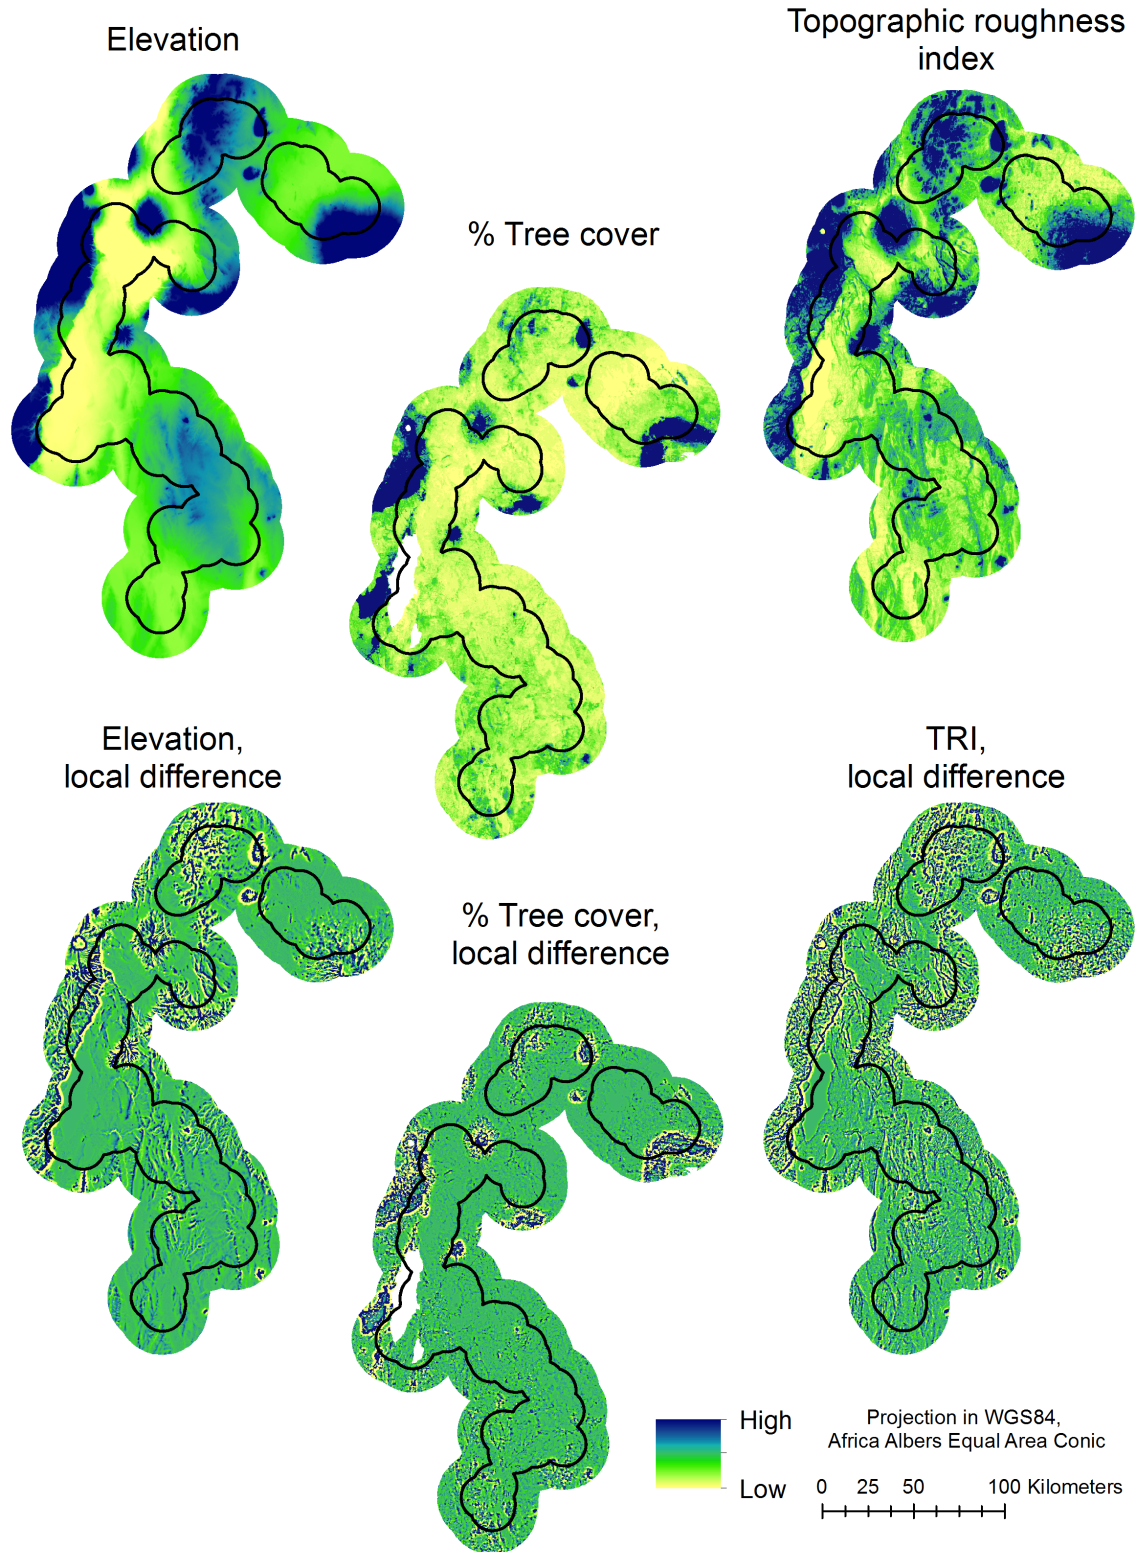 Elevation
Topographic roughness
index
% Tree cover
Elevation,
local difference
TRI,
local difference
% Tree cover,
local difference
High
Low
Projection in WGS84,
Africa Albers Equal Area Conic
0 25 50 100 Kilometers